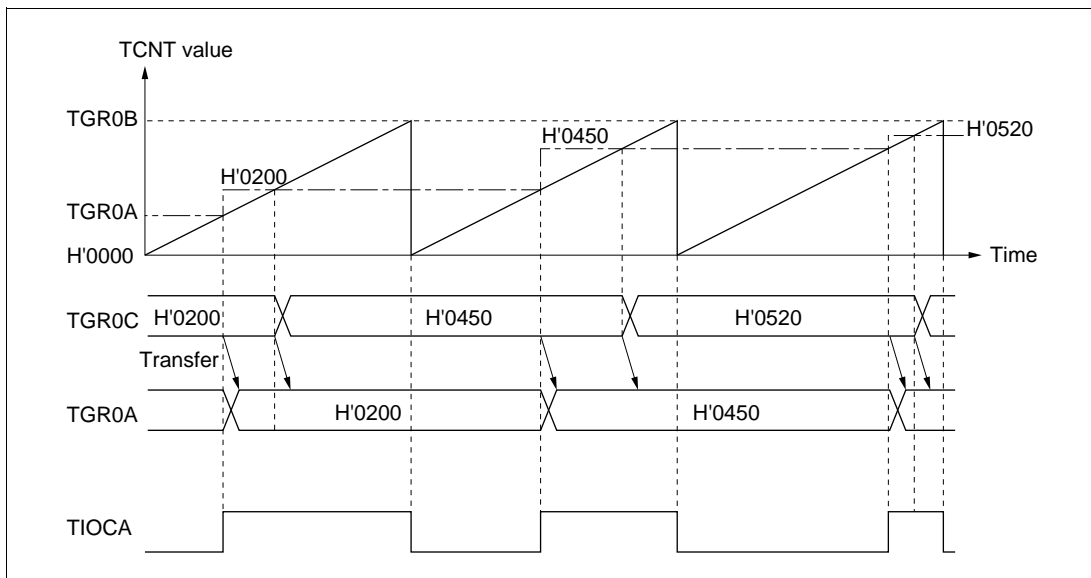 TCNT value
TGR0B
H'0450
H'0520
H'0200
TGR0A
H'0000
Time
TGR0C
H'0200
H'0450
H'0520
Transfer
TGR0A
H'0200
H'0450
TIOCA